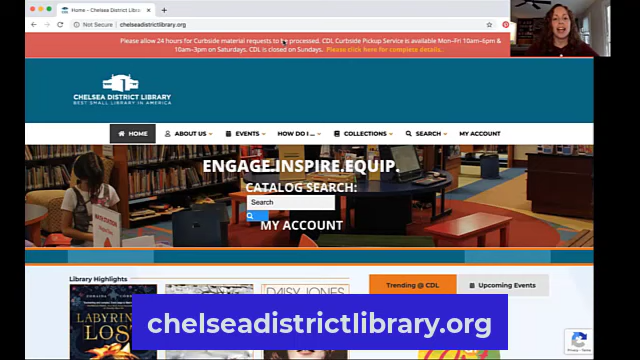 Home – Chelsea District Libra
Not Secure | chelseadistrictlibrary.org
Please allow 24 hours for Curbside material requests to be processed. CDL Curbside Pickup Service is available Mon-Fri 10am-6pm &
10am-3pm on Saturdays. CDL is closed on Sundays. Please click here for complete details.
CHELSEA DISTRICT LIBRARY
BEST SMALL LIBRARY IN AMERICA
HOME ABOUT US EVENTS HOW DO I ... COLLECTIONS SEARCH MY ACCOUNT
ENGAGE.INSPIRE.EQUIP.
CATALOG SEARCH:
Search
MY ACCOUNT
Library Highlights
Trending @ CDL
Upcoming Events
LABYRINTH
LOST
DAISY JONES
chelseadistrictlibrary.org
Privacy - Terms